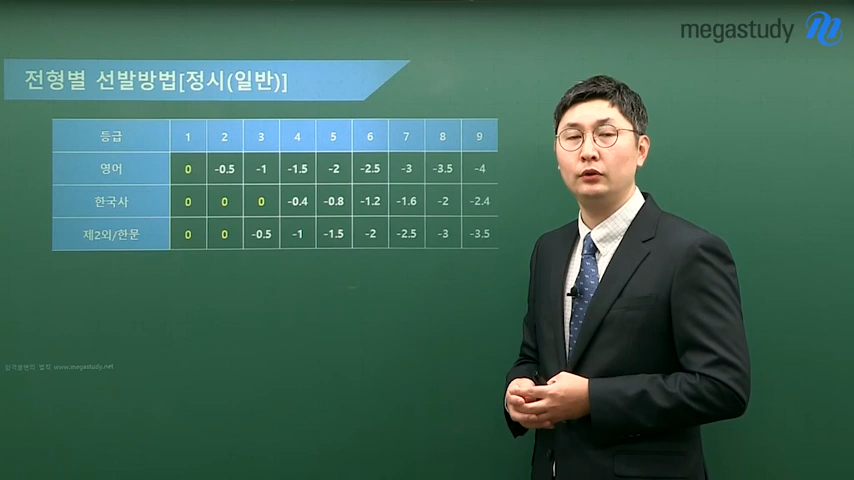 megastudy
전형별 선발방법[정시(일반)]
등급 1 2 3 4 5 6 7 8 9
영어 0 -0.5 -1 -1.5 -2 -2.5 -3 -3.5 -4
한국사 0 0 0 -0.4 -0.8 -1.2 -1.6 -2 -2.4
제2외/한문 0 0 -0.5 -1 -1.5 -2 -2.5 -3 -3.5
www.megastudy.net